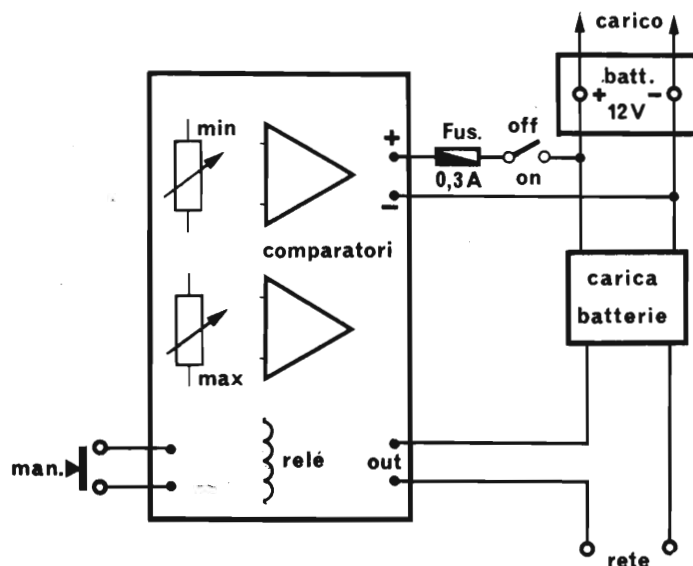 carico
batt.
+ −
12V
min
Fus.
off
+
0,3A
on
−
comparatori
carica
batterie
max
man.
relé
out
rete